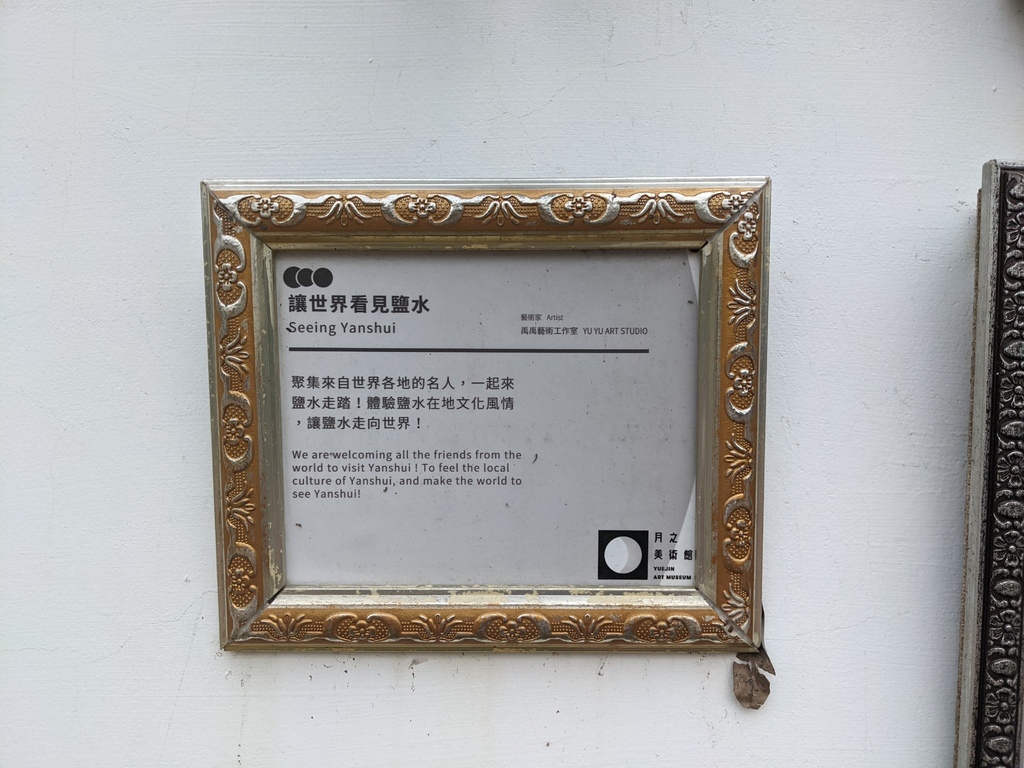 讓世界看見鹽水
Seeing Yanshui
藝術家 Artist
禹禹藝術工作室 YU YU ART STUDIO
聚集來自世界各地的名人，一起來
鹽水走踏！體驗鹽水在地文化風情
，讓鹽水走向世界！
We are welcoming all the friends from the
world to visit Yanshui ! To feel the local
culture of Yanshui, and make the world to
see Yanshui!
月之
美術館
YUEJIN
ART MUSEUM